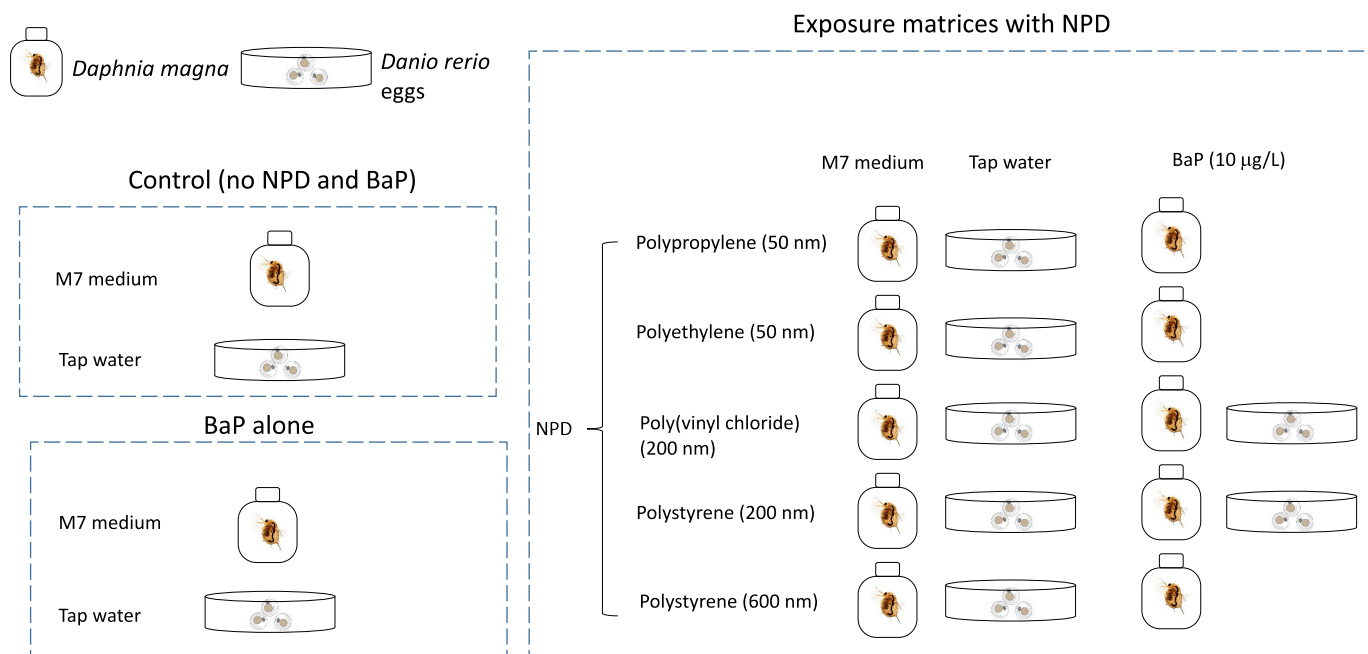 Daphnia magna
Danio rerio
eggs
Control (no NPD and BaP)
M7 medium
Tap water
BaP alone
M7 medium
Tap water
Exposure matrices with NPD
M7 medium
Tap water
BaP (10 µg/L)
NPD
Polypropylene (50 nm)
Polyethylene (50 nm)
Poly(vinyl chloride)
(200 nm)
Polystyrene (200 nm)
Polystyrene (600 nm)